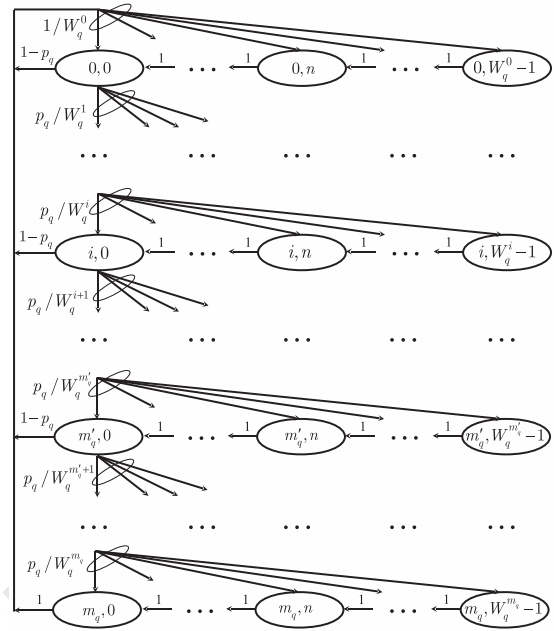 1/W_q^0
1−p_q 0,0 1 ... 1 0,n 1 ... 1 0,W_q^0−1
p_q/W_q^1
... ... ... ... ...
p_q/W_q^i
1−p_q i,0 1 ... 1 i,n 1 ... 1 i,W_q^i−1
p_q/W_q^{i+1}
... ... ... ... ...
p_q/W_q^{m'_q}
1−p_q m'_q,0 1 ... 1 m'_q,n 1 ... 1 m'_q,W_q^{m'_q}−1
p_q/W_q^{m'_q+1}
... ... ... ... ...
p_q/W_q^{m_q}
1 m_q,0 1 ... 1 m_q,n 1 ... 1 m_q,W_q^{m_q}−1